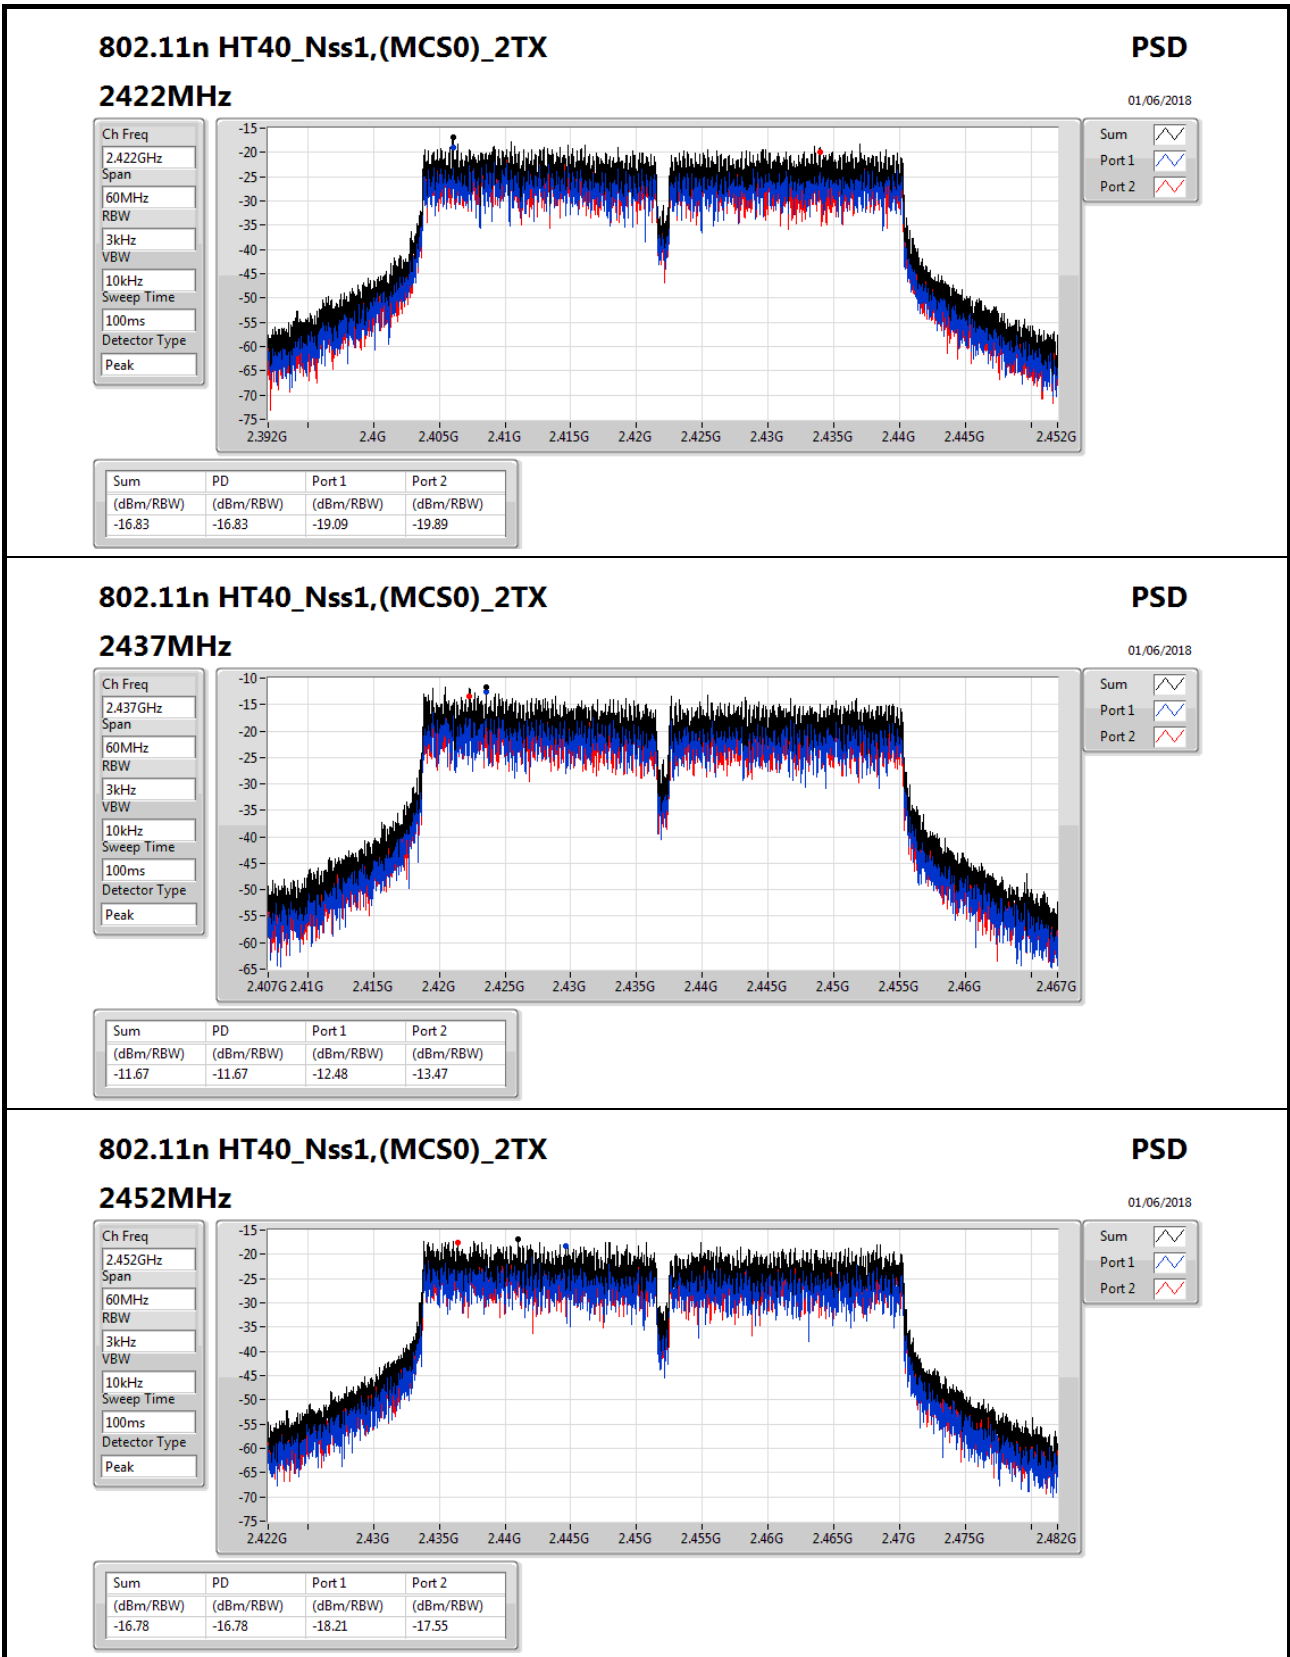 802.11n HT40_Nss1,(MCS0)_2TX PSD
2422MHz 01/06/2018
Ch Freq
2.422GHz
Span
60MHz
RBW
3kHz
VBW
10kHz
Sweep Time
100ms
Detector Type
Peak
-15
-20
-25
-30
-35
-40
-45
-50
-55
-60
-65
-70
-75
2.392G 2.4G 2.405G 2.41G 2.415G 2.42G 2.425G 2.43G 2.435G 2.44G 2.445G 2.452G
Sum
Port 1
Port 2
Sum PD Port 1 Port 2
(dBm/RBW) (dBm/RBW) (dBm/RBW) (dBm/RBW)
-16.83 -16.83 -19.09 -19.89
802.11n HT40_Nss1,(MCS0)_2TX PSD
2437MHz 01/06/2018
Ch Freq
2.437GHz
Span
60MHz
RBW
3kHz
VBW
10kHz
Sweep Time
100ms
Detector Type
Peak
-10
-15
-20
-25
-30
-35
-40
-45
-50
-55
-60
-65
2.407G 2.41G 2.415G 2.42G 2.425G 2.43G 2.435G 2.44G 2.445G 2.45G 2.455G 2.46G 2.467G
Sum
Port 1
Port 2
Sum PD Port 1 Port 2
(dBm/RBW) (dBm/RBW) (dBm/RBW) (dBm/RBW)
-11.67 -11.67 -12.48 -13.47
802.11n HT40_Nss1,(MCS0)_2TX PSD
2452MHz 01/06/2018
Ch Freq
2.452GHz
Span
60MHz
RBW
3kHz
VBW
10kHz
Sweep Time
100ms
Detector Type
Peak
-15
-20
-25
-30
-35
-40
-45
-50
-55
-60
-65
-70
-75
2.422G 2.43G 2.435G 2.44G 2.445G 2.45G 2.455G 2.46G 2.465G 2.47G 2.475G 2.482G
Sum
Port 1
Port 2
Sum PD Port 1 Port 2
(dBm/RBW) (dBm/RBW) (dBm/RBW) (dBm/RBW)
-16.78 -16.78 -18.21 -17.55